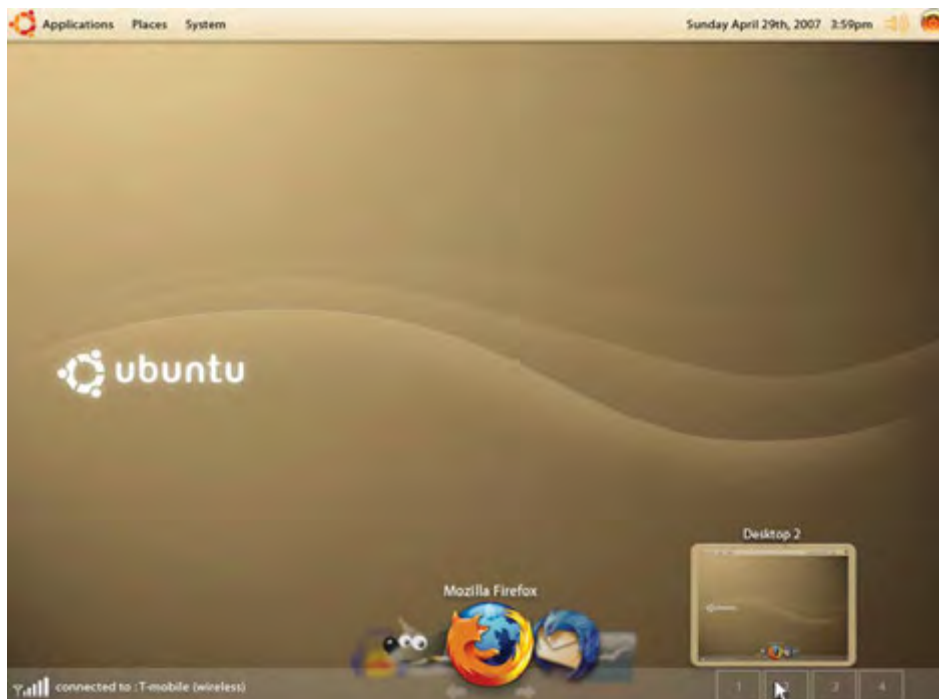 Applications Places System
Sunday April 29th, 2007 3:59pm
ubuntu
Desktop 2
Mozilla Firefox
connected to :T-mobile (wireless)
1 2 3 4